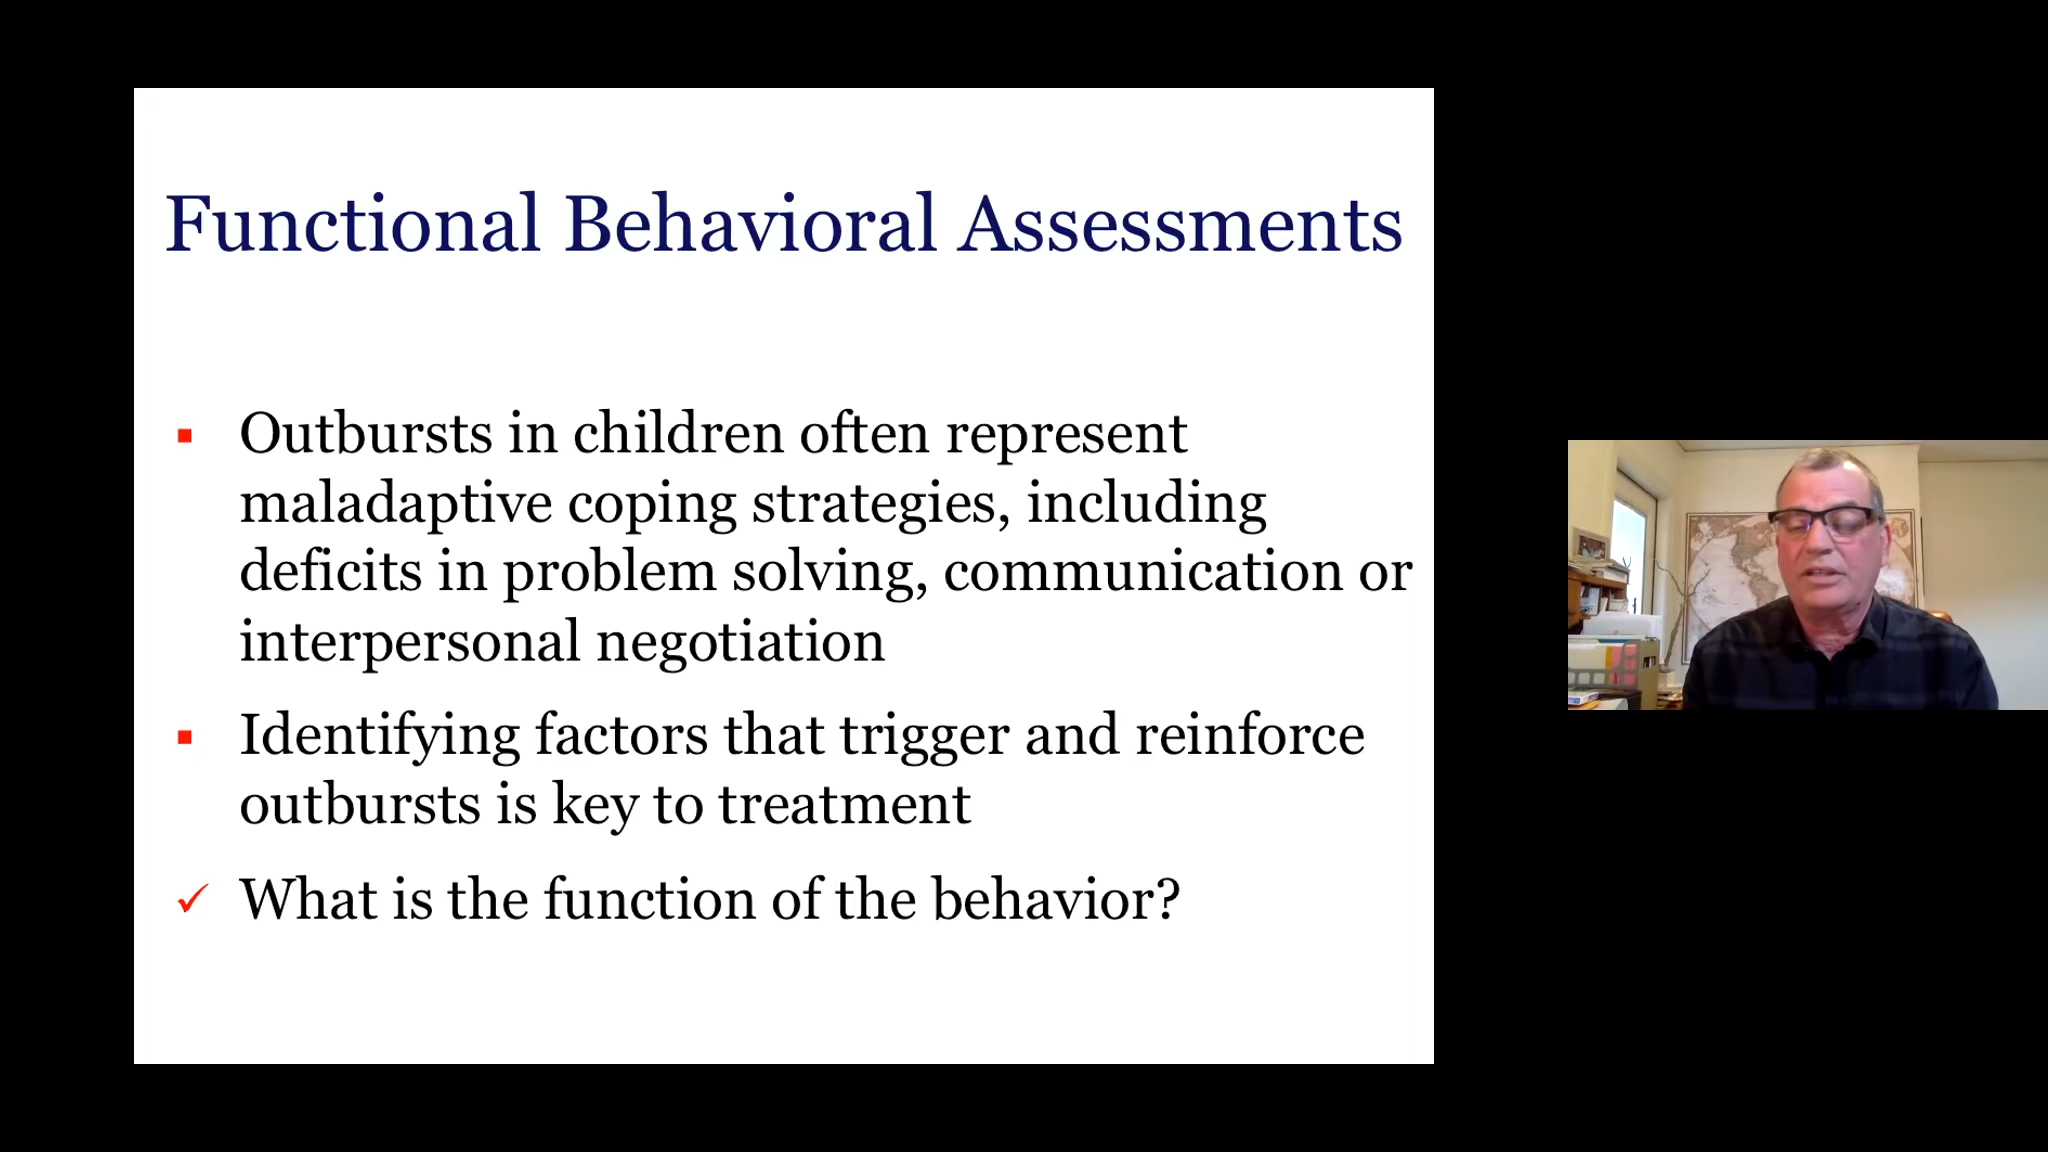 Functional Behavioral Assessments
Outbursts in children often represent
maladaptive coping strategies, including
deficits in problem solving, communication or
interpersonal negotiation
Identifying factors that trigger and reinforce
outbursts is key to treatment
What is the function of the behavior?